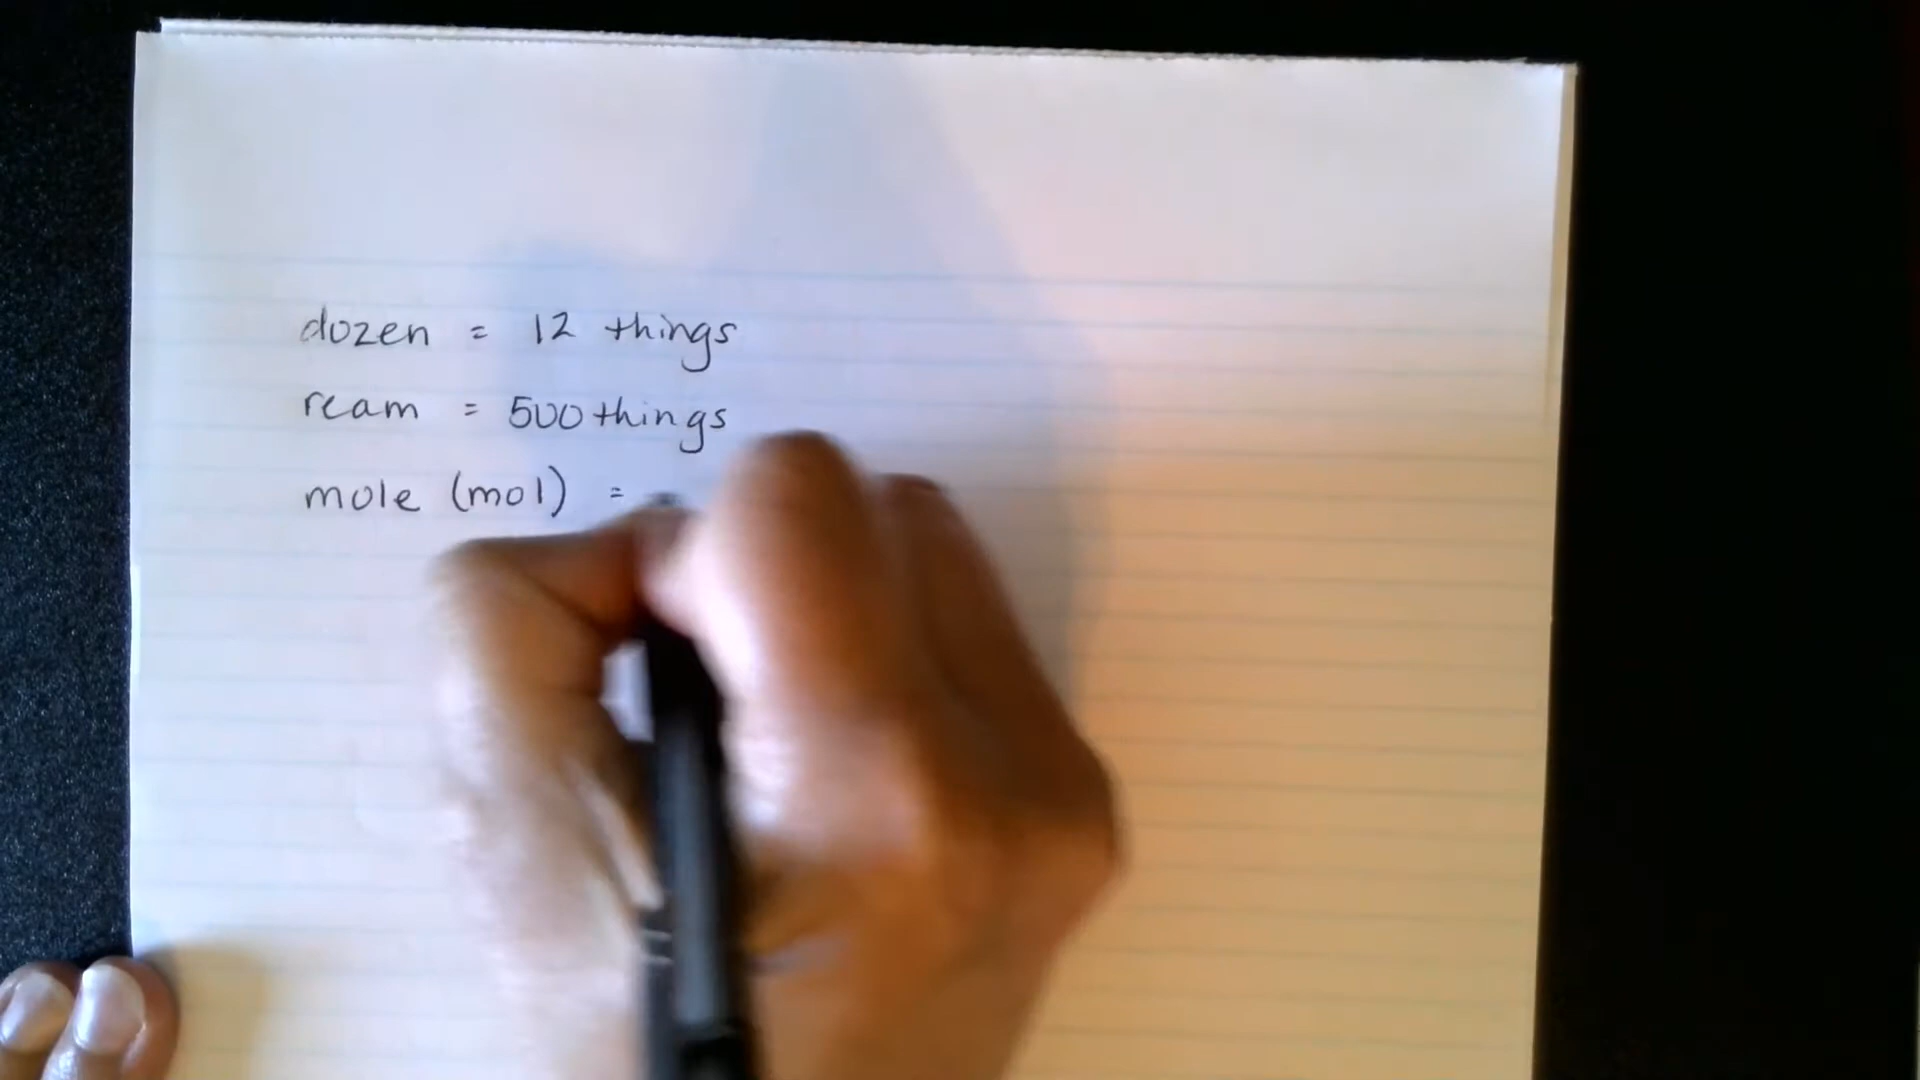 dozen = 12 things
ream = 500 things
mole (mol) =